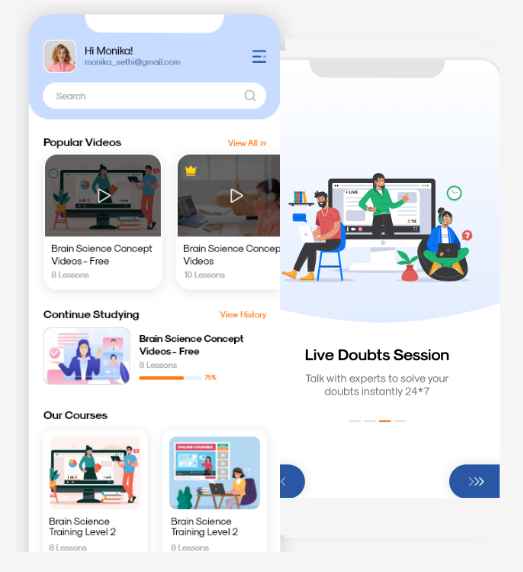 Hi Monika!
monika_sethi@gmail.com
Search
Popular Videos
View All »
Brain Science Concept
Videos - Free
8 Lessons
Brain Science Concep
Videos
10 Lessons
Continue Studying
View History
Brain Science Concept
Videos - Free
8 Lessons
75%
Our Courses
ONLINE COURSES
Brain Science
Training Level 2
8 Lessons
Brain Science
Training Level 2
8 Lessons
Live Doubts Session
Talk with experts to solve your
doubts instantly 24*7